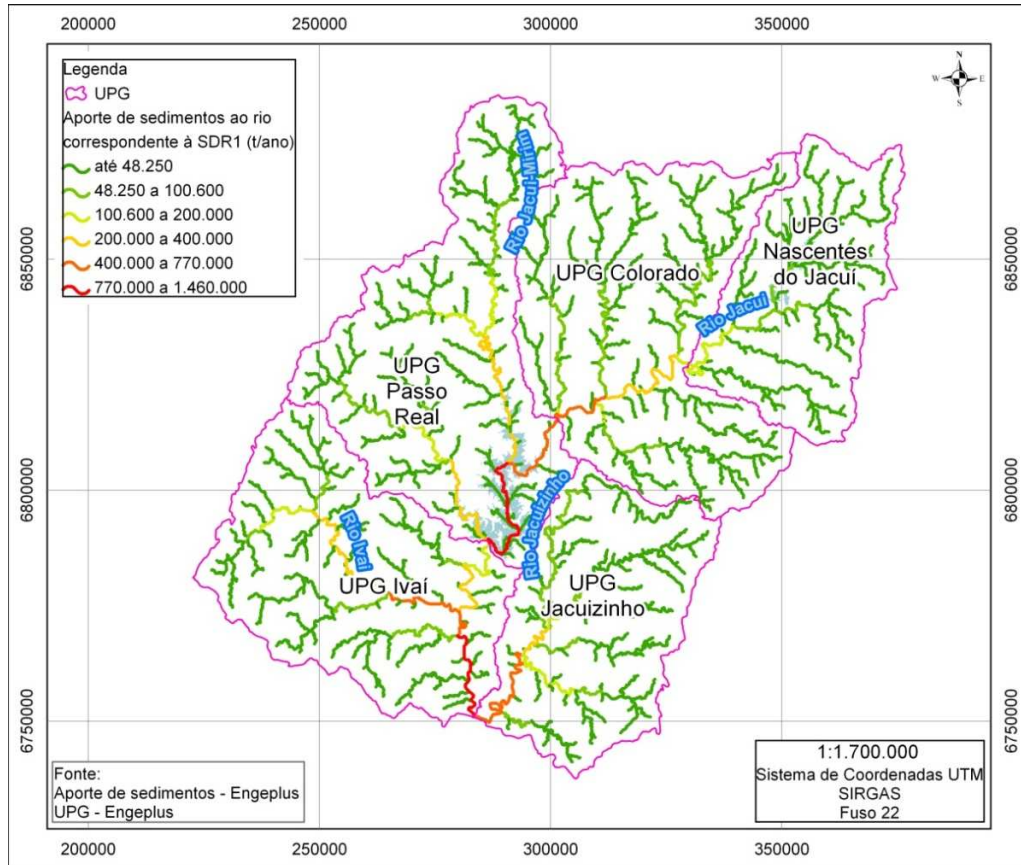 200000 250000 300000 350000
N
W E
S
Legenda
UPG
Aporte de sedimentos ao rio
correspondente à SDR1 (t/ano)
até 48.250
48.250 a 100.600
100.600 a 200.000
200.000 a 400.000
400.000 a 770.000
770.000 a 1.460.000
Rio Jacuí-Mirim
6850000
6850000
UPG Colorado
UPG
Nascentes
do Jacuí
Rio Jacuí
UPG
Passo
Real
6800000
6800000
Rio Jacuizinho
Rio Ivaí
UPG Ivaí
UPG
Jacuizinho
6750000
6750000
Fonte:
Aporte de sedimentos - Engeplus
UPG - Engeplus
1:1.700.000
Sistema de Coordenadas UTM
SIRGAS
Fuso 22
200000 250000 300000 350000